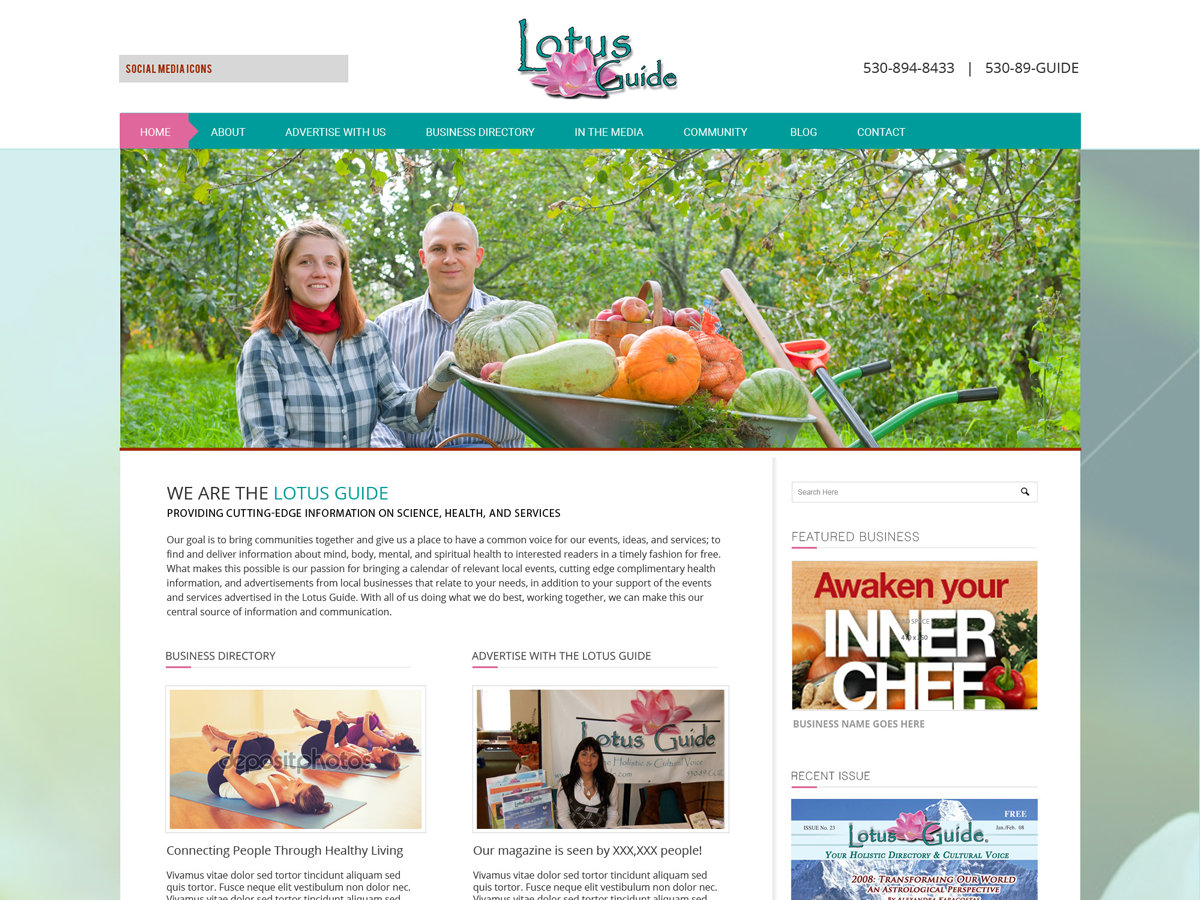 SOCIAL MEDIA ICONS
Lotus Guide
530-894-8433 | 530-89-GUIDE
HOME ABOUT ADVERTISE WITH US BUSINESS DIRECTORY IN THE MEDIA COMMUNITY BLOG CONTACT
WE ARE THE LOTUS GUIDE
PROVIDING CUTTING-EDGE INFORMATION ON SCIENCE, HEALTH, AND SERVICES
Our goal is to bring communities together and give us a place to have a common voice for our events, ideas, and services; to
find and deliver information about mind, body, mental, and spiritual health to interested readers in a timely fashion for free.
What makes this possible is our passion for bringing a calendar of relevant local events, cutting edge complimentary health
information, and advertisements from local businesses that relate to your needs, in addition to your support of the events
and services advertised in the Lotus Guide. With all of us doing what we do best, working together, we can make this our
central source of information and communication.
BUSINESS DIRECTORY
depositphotos
Connecting People Through Healthy Living
Vivamus vitae dolor sed tortor tincidunt aliquam sed
quis tortor. Fusce neque elit vestibulum non dolor nec.
Vivamus vitae dolor sed tortor tincidunt aliquam sed
ADVERTISE WITH THE LOTUS GUIDE
Lotus Guide
The Holistic & Cultural Voice
Our magazine is seen by XXX,XXX people!
Vivamus vitae dolor sed tortor tincidunt aliquam sed
quis tortor. Fusce neque elit vestibulum non dolor nec.
Vivamus vitae dolor sed tortor tincidunt aliquam sed
Search Here
FEATURED BUSINESS
Awaken your
INNER
CHEF
BUSINESS NAME GOES HERE
RECENT ISSUE
FREE
ISSUE No. 23
Jan./Feb. 08
Lotus Guide.
YOUR HOLISTIC DIRECTORY & CULTURAL VOICE
2008: TRANSFORMING OUR WORLD
AN ASTROLOGICAL PERSPECTIVE
BY ALEXANDRA KARACOSTAS